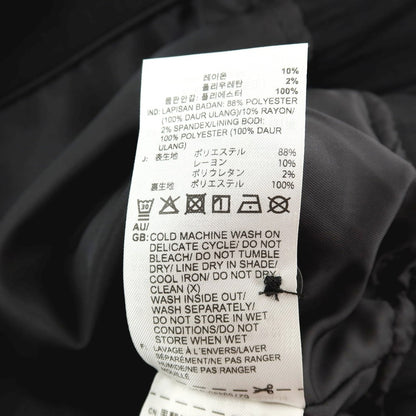 레이온 10%
폴리우레탄 2%
몸판안감: 폴리에스터 100%
IND: LAPISAN BADAN: 88% POLYESTER
(100% DAUR ULANG)/10% RAYON/
2% SPANDEX/LINING BODI:
100% POLYESTER(100% DAUR
ULANG)
J: 表生地 ポリエステル 88%
レーヨン 10%
ポリウレタン 2%
裏生地 ポリエステル 100%
30
AU/
GB: COLD MACHINE WASH ON
DELICATE CYCLE/ DO NOT
BLEACH/ DO NOT TUMBLE
DRY/ LINE DRY IN SHADE/
COOL IRON/ DO NOT DRY
CLEAN (X)
WASH INSIDE OUT/
WASH SEPARATELY/
DO NOT STORE IN WET
CONDITIONS/DO NOT
STORE WHEN WET
F: LAVAGE À L'ENVERS/LAVER
SÉPARÉMENT/NE PAS RANGER
HUMIDE/NE PAS RANGER
MOUILLÉ
CN: